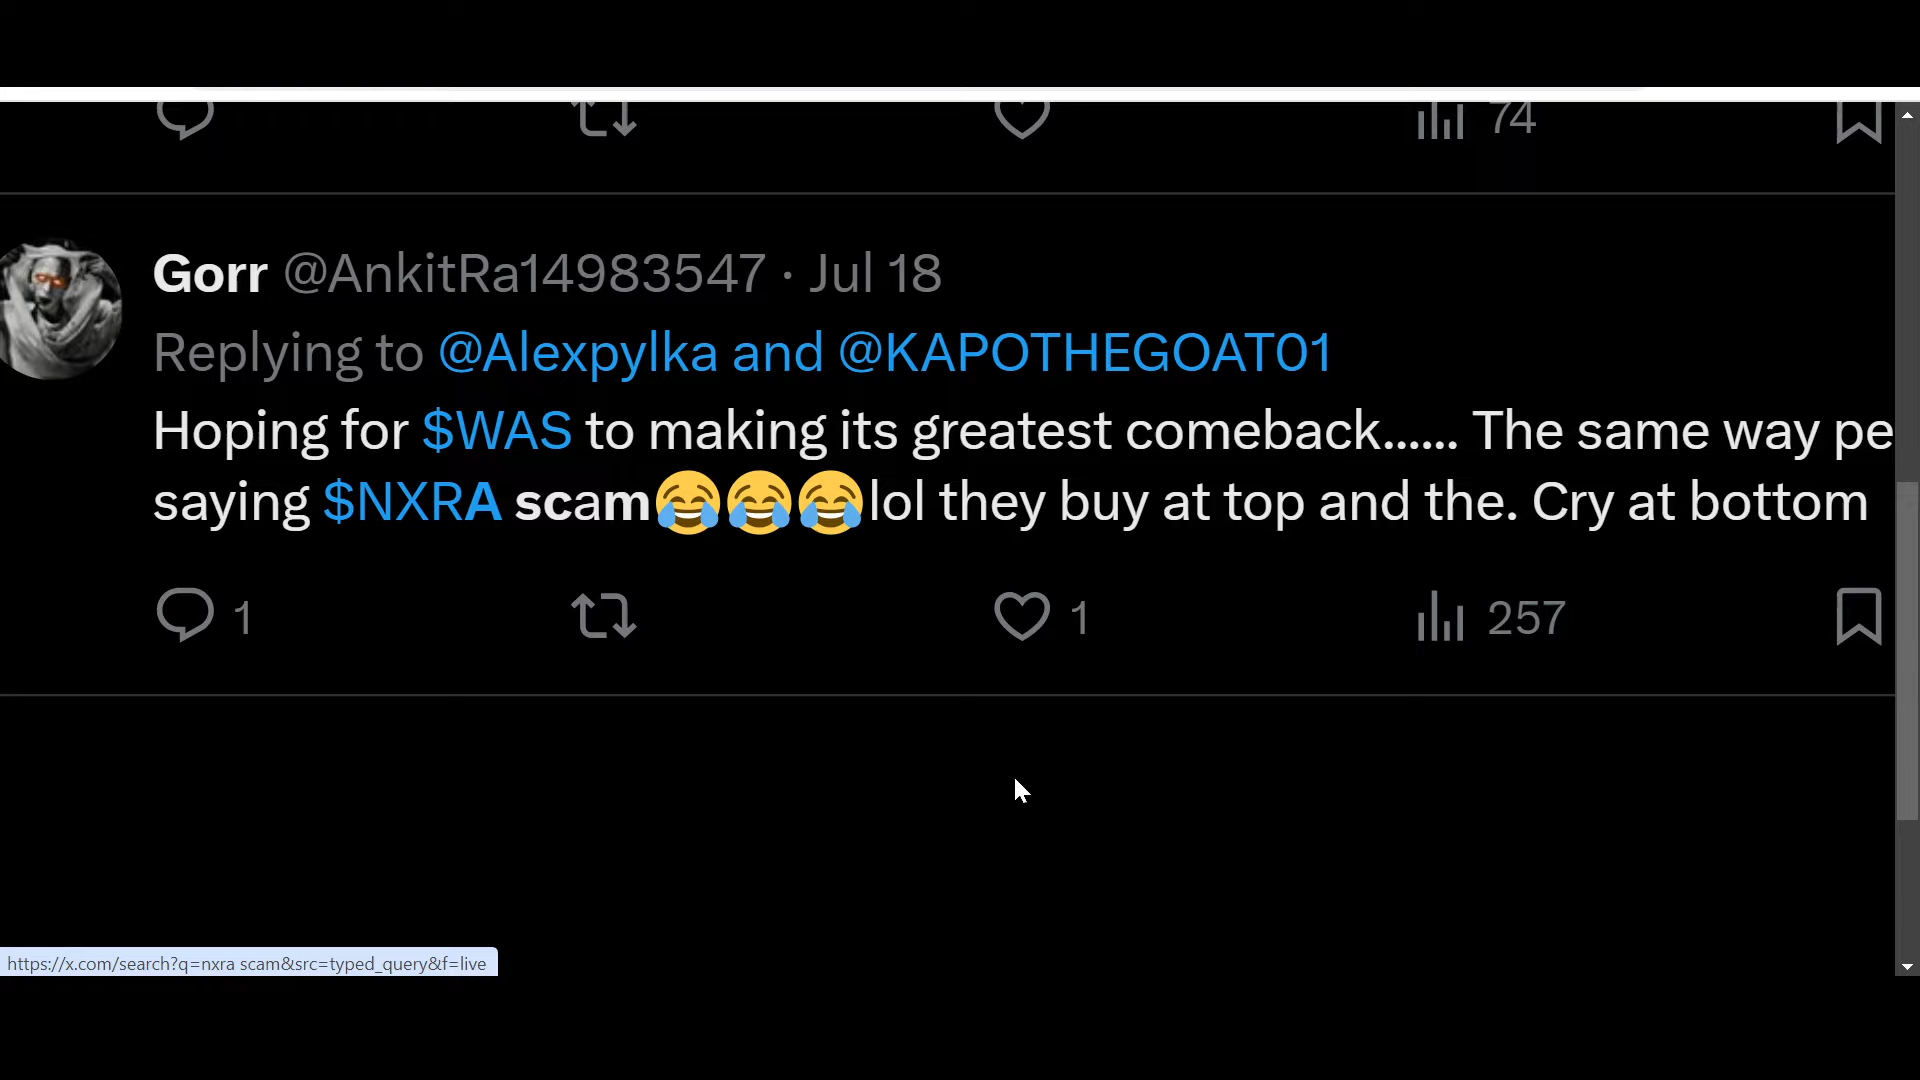 74
Gorr @AnkitRa14983547 · Jul 18
Replying to @Alexpylka and @KAPOTHEGOAT01
Hoping for $WAS to making its greatest comeback...... The same way pe
saying $NXRA scam😂😂😂lol they buy at top and the. Cry at bottom
1 1 257
https://x.com/search?q=nxra scam&src=typed_query&f=live